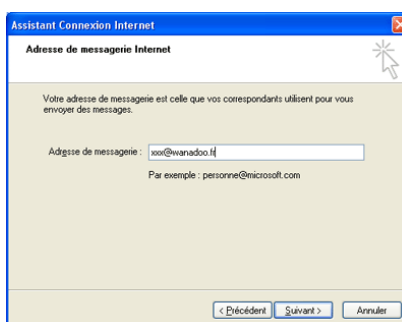 Assistant Connexion Internet
Adresse de messagerie Internet
Votre adresse de messagerie est celle que vos correspondants utilisent pour vous
envoyer des messages.
Adresse de messagerie : xxx@wanadoo.fr
Par exemple : personne@microsoft.com
< Précédent Suivant > Annuler